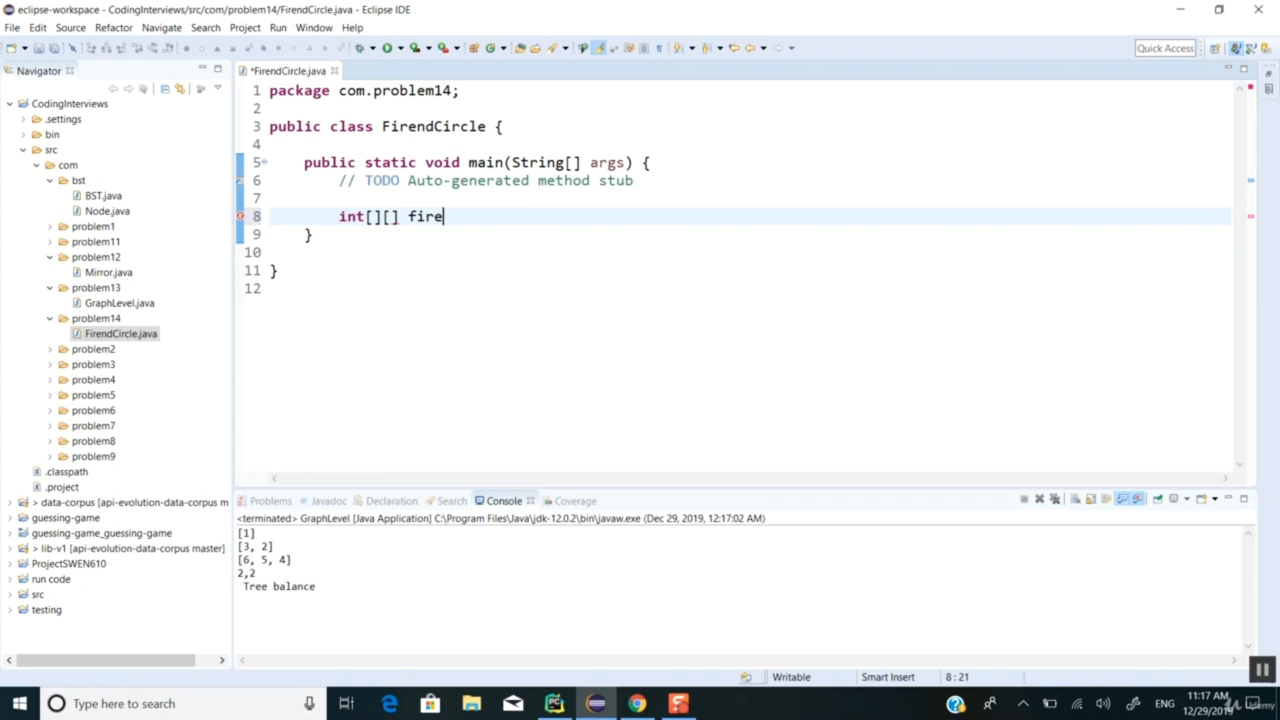 eclipse-workspace - CodingInterviews/src/com/problem14/FirendCircle.java - Eclipse IDE
File Edit Source Refactor Navigate Search Project Run Window Help
Quick Access
Navigator
*FirendCircle.java
CodingInterviews
.settings
bin
src
com
bst
BST.java
Node.java
problem1
problem11
problem12
Mirror.java
problem13
GraphLevel.java
problem14
FirendCircle.java
problem2
problem3
problem4
problem5
problem6
problem7
problem8
problem9
.classpath
.project
> data-corpus [api-evolution-data-corpus m
guessing-game
guessing-game_guessing-game
> lib-v1 [api-evolution-data-corpus master]
ProjectSWEN610
run code
src
testing
1 package com.problem14;
2
3 public class FirendCircle {
4
5 public static void main(String[] args) {
6 // TODO Auto-generated method stub
7
8 int[][] fire
9 }
10
11 }
12
Problems Javadoc Declaration Search Console Coverage
<terminated> GraphLevel [Java Application] C:\Program Files\Java\jdk-12.0.2\bin\javaw.exe (Dec 29, 2019, 12:17:02 AM)
[1]
[3, 2]
[6, 5, 4]
2,2
Tree balance
Writable Smart Insert 8 : 21
Type here to search
ENG
11:17 AM
12/29/2019
Udemy